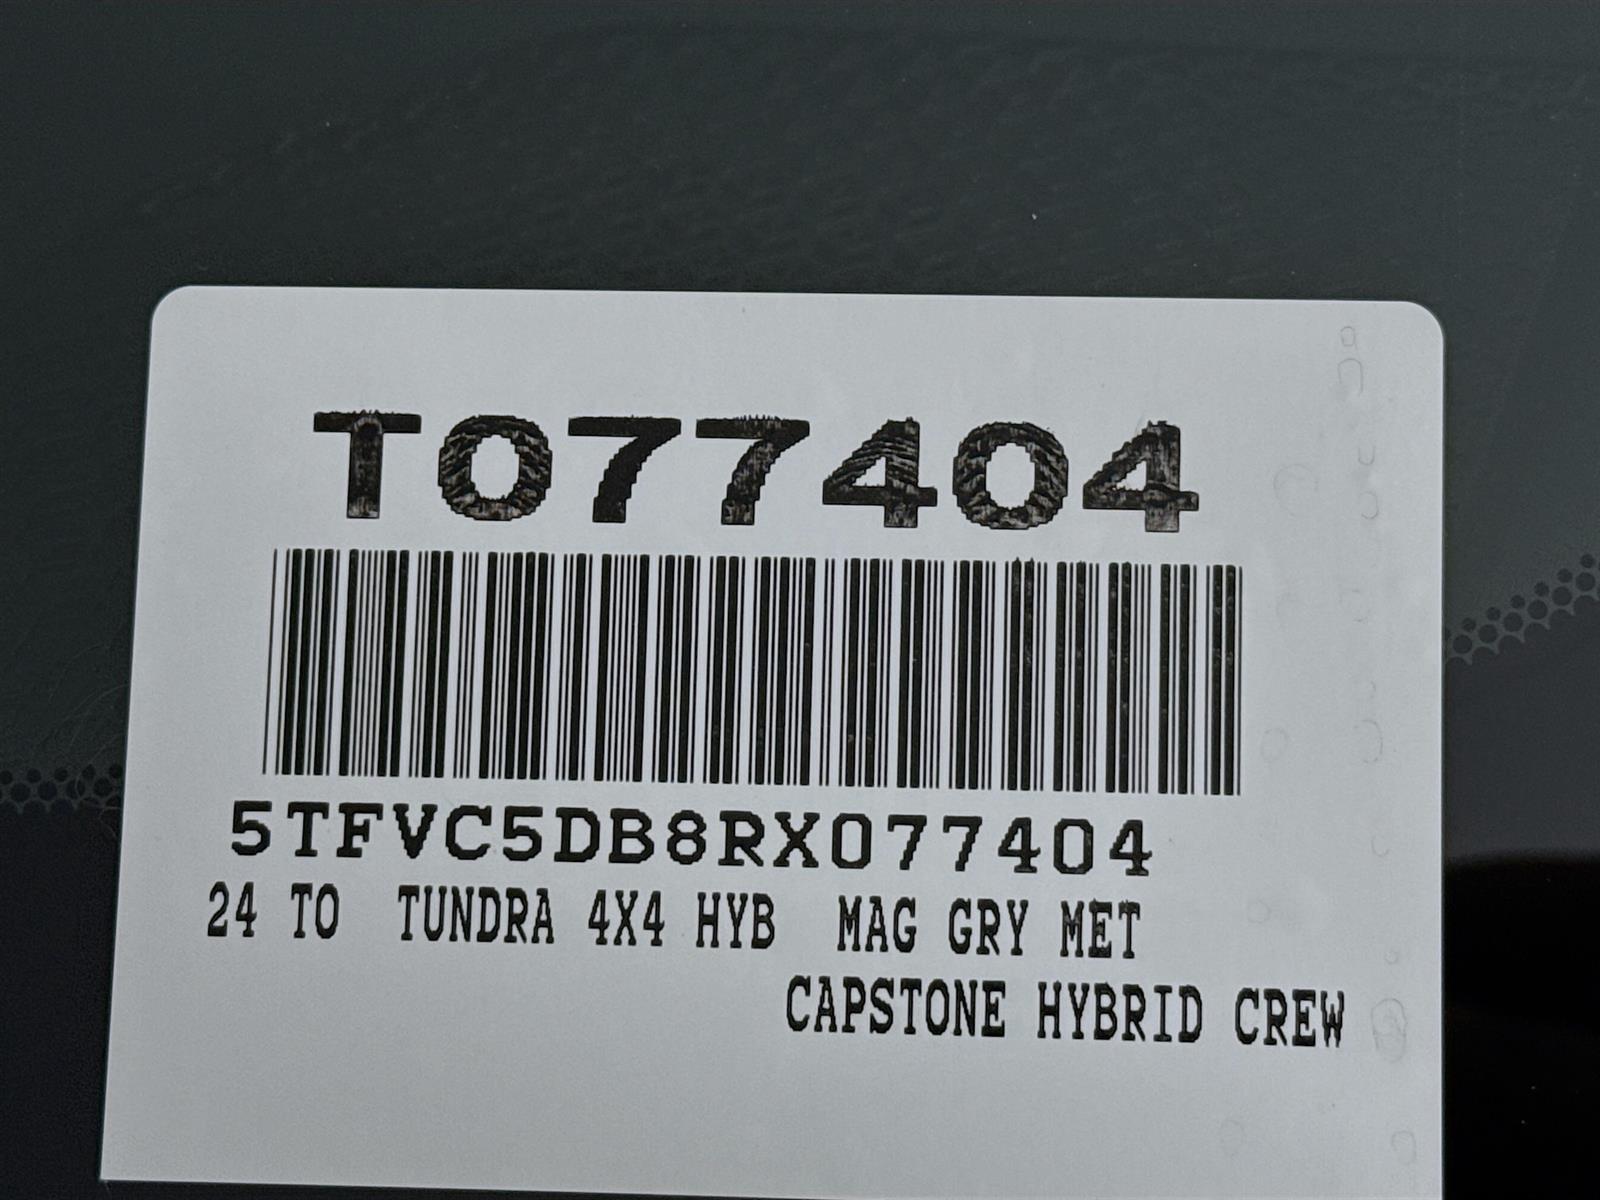 T077404
5TFVC5DB8RX077404
24 TO TUNDRA 4X4 HYB MAG GRY MET
CAPSTONE HYBRID CREW